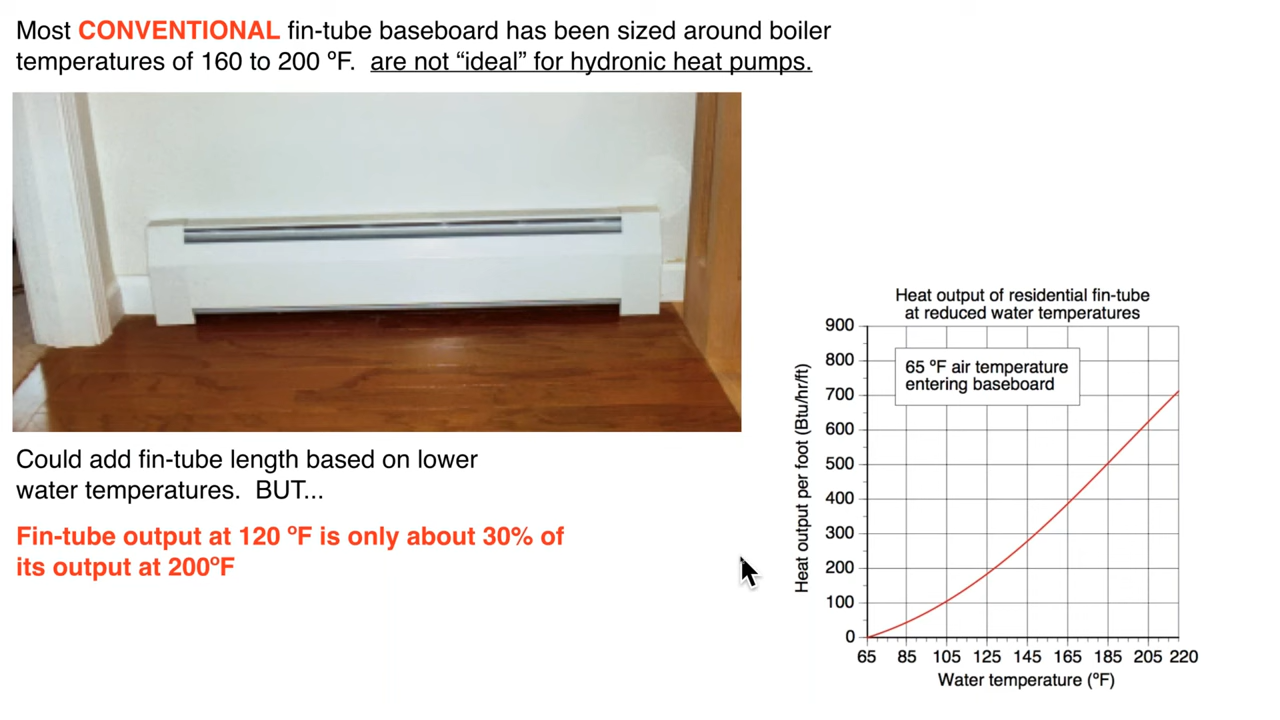 Most CONVENTIONAL fin-tube baseboard has been sized around boiler
temperatures of 160 to 200 ºF.  are not “ideal” for hydronic heat pumps.
Could add fin-tube length based on lower
water temperatures.  BUT...
Fin-tube output at 120 ºF is only about 30% of
its output at 200ºF
Heat output of residential fin-tube
at reduced water temperatures
65 ºF air temperature
entering baseboard
Heat output per foot (Btu/hr/ft)
900
800
700
600
500
400
300
200
100
0
65 85 105 125 145 165 185 205 220
Water temperature (ºF)